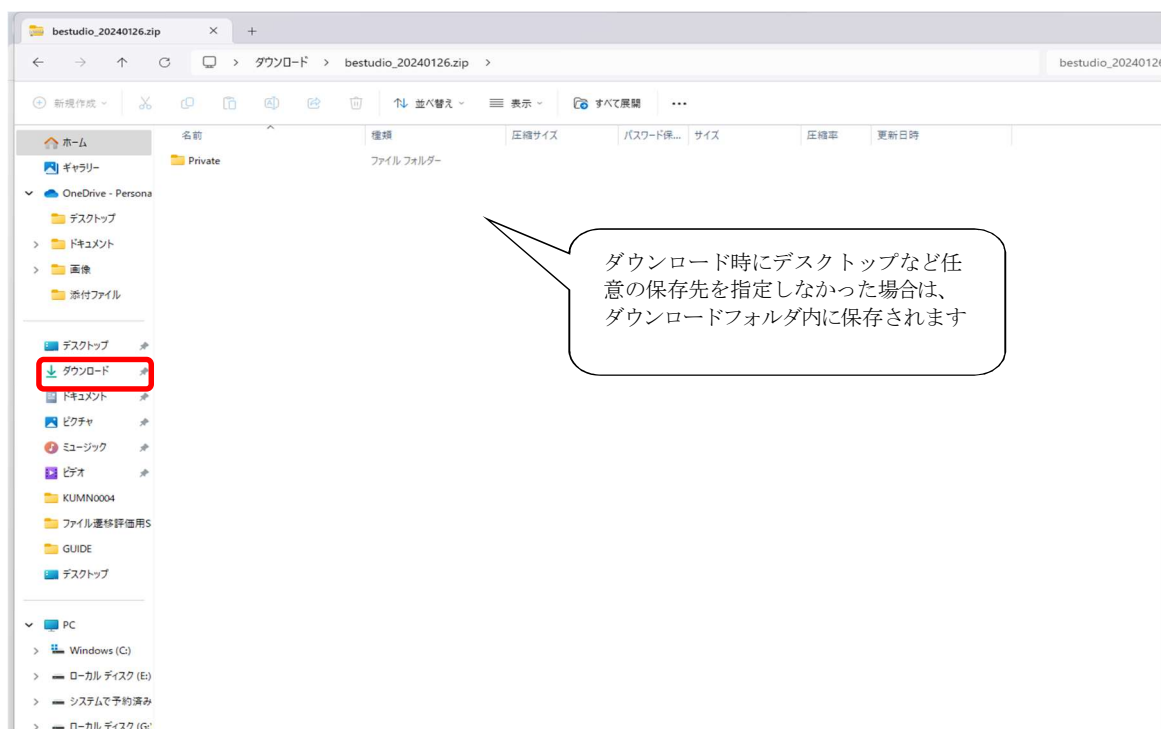 bestudio_20240126.zip
ダウンロード
bestudio_20240126.zip
bestudio_20240126
新規作成
並べ替え
表示
すべて展開
名前
種類
圧縮サイズ
パスワード保...
サイズ
圧縮率
更新日時
Private
ファイル フォルダー
ホーム
ギャラリー
OneDrive - Persona
デスクトップ
ドキュメント
画像
添付ファイル
デスクトップ
ダウンロード
ドキュメント
ピクチャ
ミュージック
ビデオ
KUMN0004
ファイル遷移評価用S
GUIDE
デスクトップ
PC
Windows (C:)
ローカル ディスク (E:)
システムで予約済み
ローカル ディスク (G:
ダウンロード時にデスクトップなど任
意の保存先を指定しなかった場合は、
ダウンロードフォルダ内に保存されます